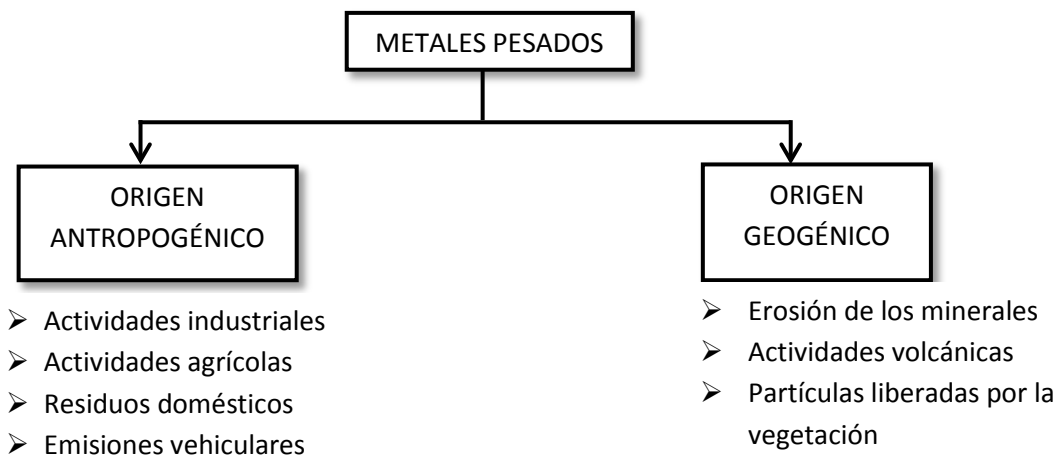 METALES PESADOS
ORIGEN
ANTROPOGÉNICO
➢ Actividades industriales
➢ Actividades agrícolas
➢ Residuos domésticos
➢ Emisiones vehiculares
ORIGEN
GEOGÉNICO
➢ Erosión de los minerales
➢ Actividades volcánicas
➢ Partículas liberadas por la
vegetación